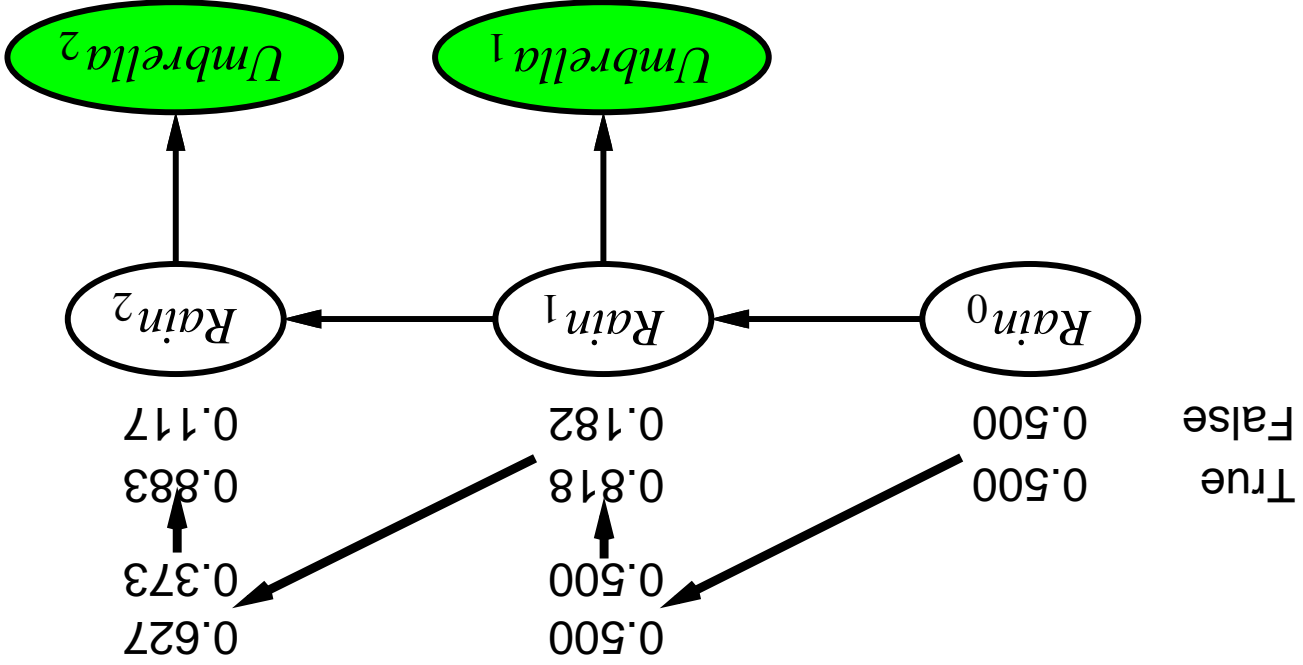 0.500 0.627
0.500 0.373
True 0.500 0.818 0.883
False 0.500 0.182 0.117
Rain₀ Rain₁ Rain₂
Umbrella₁ Umbrella₂